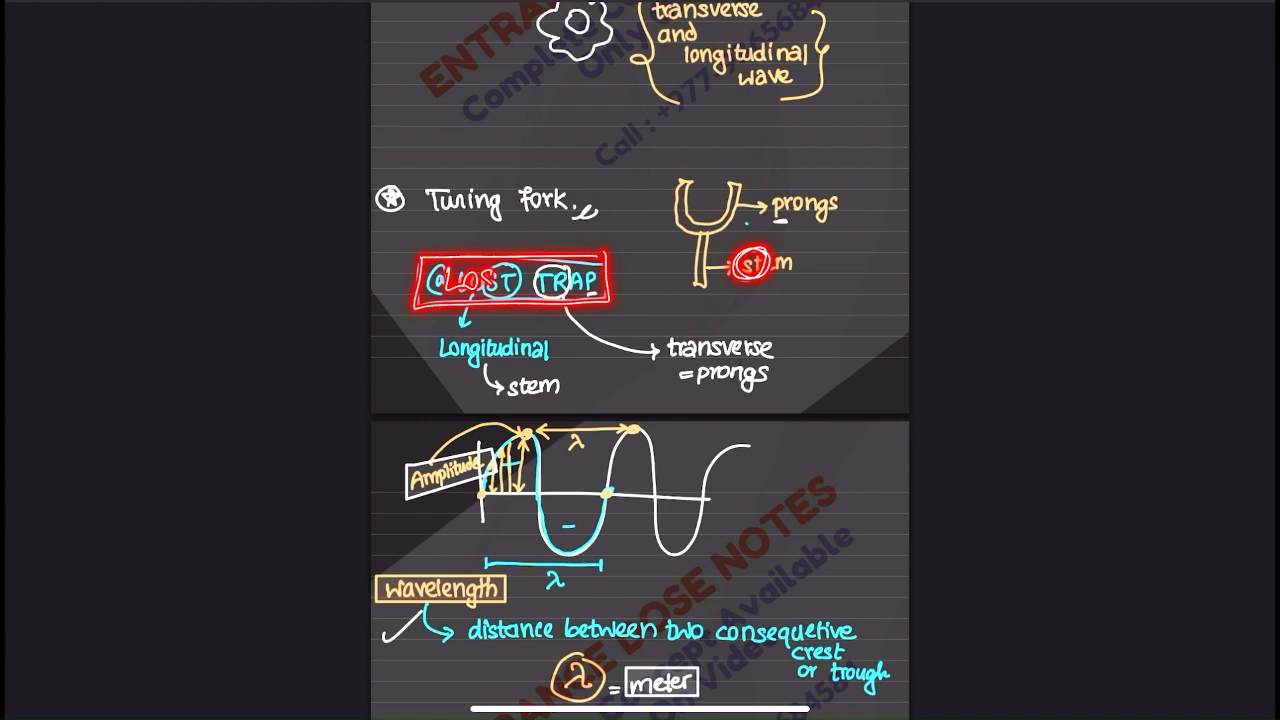 transverse
and
longitudinal
wave
Tuning fork.
prongs
stem
LOST TRAP
Longitudinal
stem
transverse
= prongs
Amplitude
λ
-
λ
wavelength
distance between two consequetive
crest
or trough
λ = meter